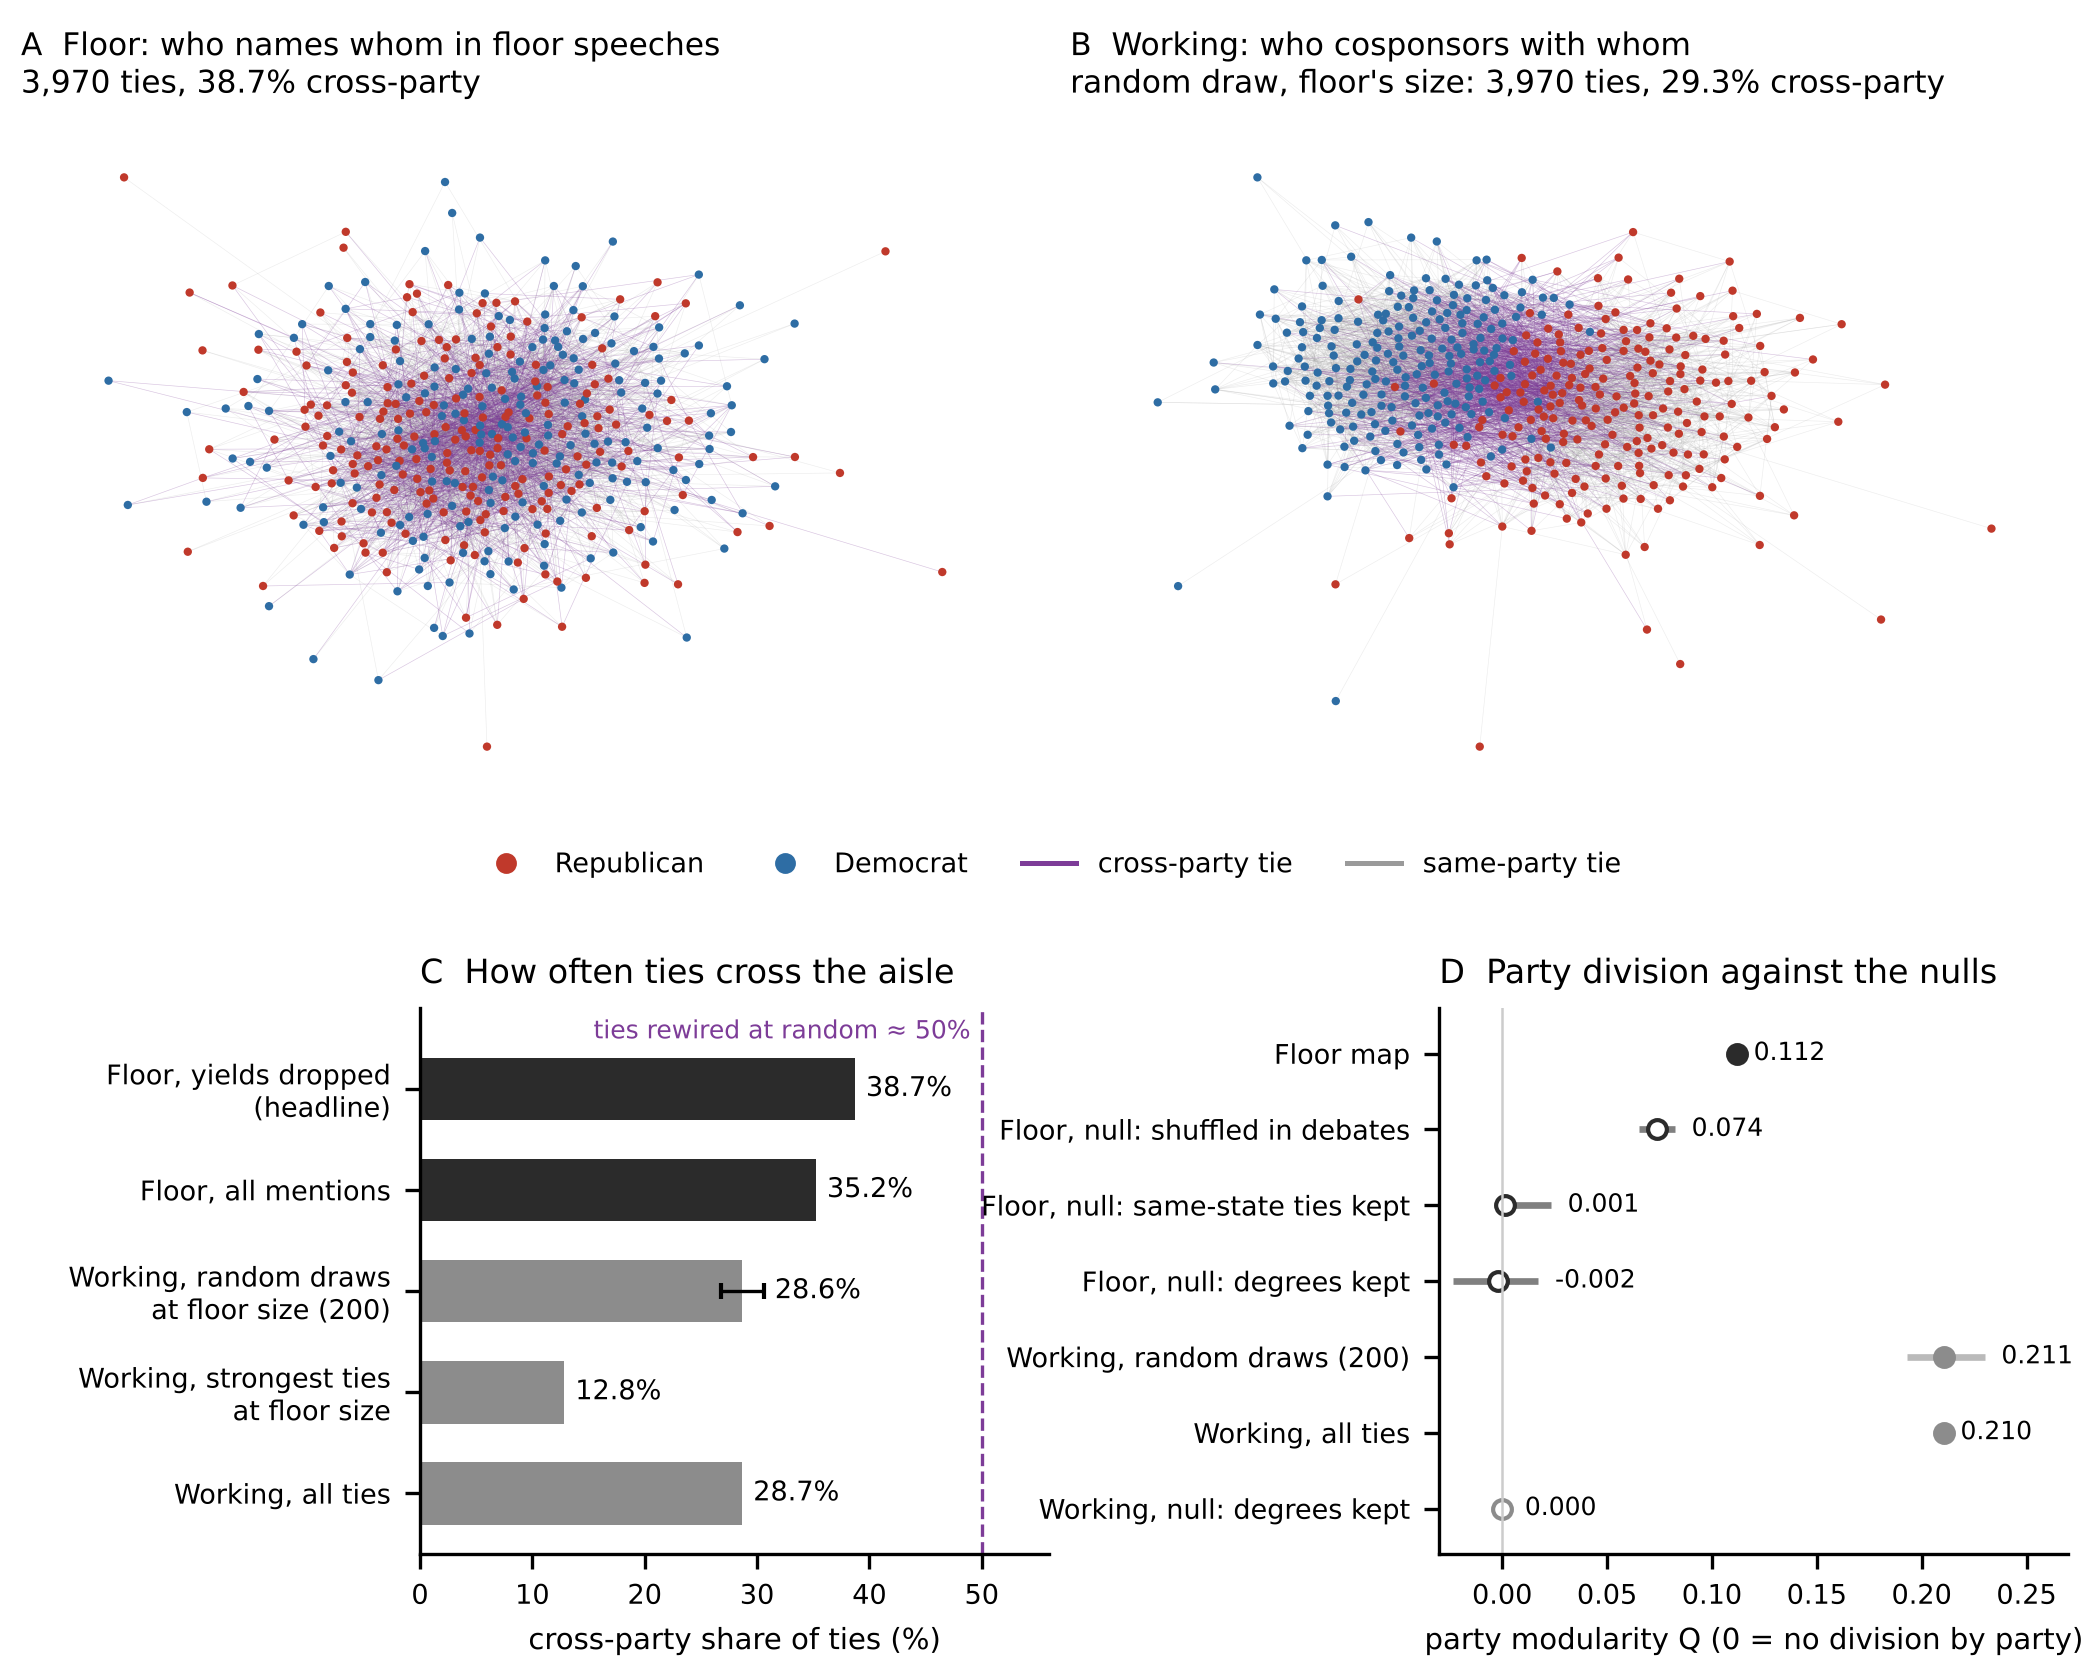 A  Floor: who names whom in floor speeches
3,970 ties, 38.7% cross-party
B  Working: who cosponsors with whom
random draw, floor's size: 3,970 ties, 29.3% cross-party
Republican
Democrat
cross-party tie
same-party tie
C  How often ties cross the aisle
ties rewired at random ≈ 50%
Floor, yields dropped
(headline)
38.7%
Floor, all mentions
35.2%
Working, random draws
at floor size (200)
28.6%
Working, strongest ties
at floor size
12.8%
Working, all ties
28.7%
0 10 20 30 40 50
cross-party share of ties (%)
D  Party division against the nulls
Floor map
0.112
Floor, null: shuffled in debates
0.074
Floor, null: same-state ties kept
0.001
Floor, null: degrees kept
-0.002
Working, random draws (200)
0.211
Working, all ties
0.210
Working, null: degrees kept
0.000
0.00 0.05 0.10 0.15 0.20 0.25
party modularity Q (0 = no division by party)